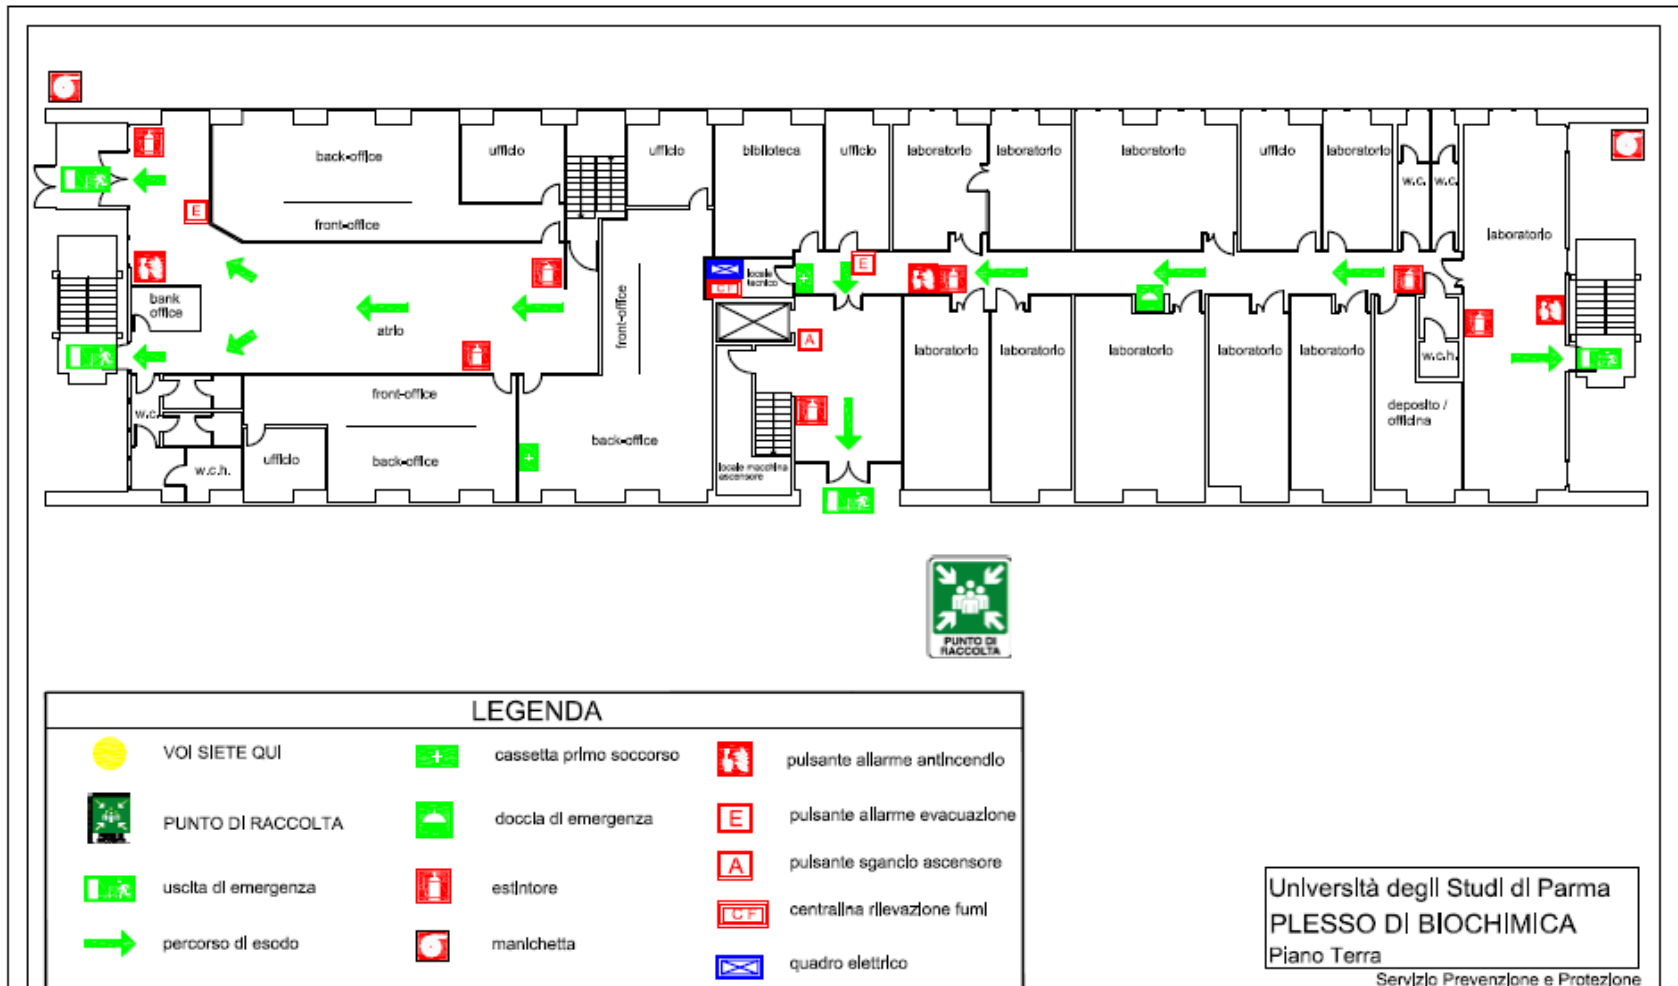 back-office
ufficio
ufficio
biblioteca
ufficio
laboratorio
laboratorio
laboratorio
ufficio
laboratorio
w.c.
w.c.
E
front-office
laboratorio
E
locale
tecnico
C F
+
bank
office
atrio
front-office
A
laboratorio
laboratorio
laboratorio
laboratorio
laboratorio
w.c.h.
front-office
w.c.
deposito /
officina
back-office
ufficio
back-office
w.c.h.
+
locale macchina
ascensore
PUNTO DI
RACCOLTA
LEGENDA
VOI SIETE QUI
cassetta primo soccorso
pulsante allarme antincendio
PUNTO DI RACCOLTA
doccia di emergenza
E
pulsante allarme evacuazione
A
pulsante sgancio ascensore
uscita di emergenza
estintore
C F
centralina rilevazione fumi
percorso di esodo
manichetta
quadro elettrico
Università degli Studi di Parma
PLESSO DI BIOCHIMICA
Piano Terra
Servizio Prevenzione e Protezione